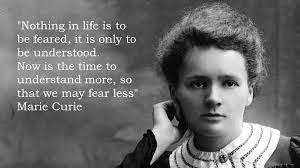 "Nothing in life is to
be feared, it is only to
be understood.
Now is the time to
understand more, so
that we may fear less"
Marie Curie